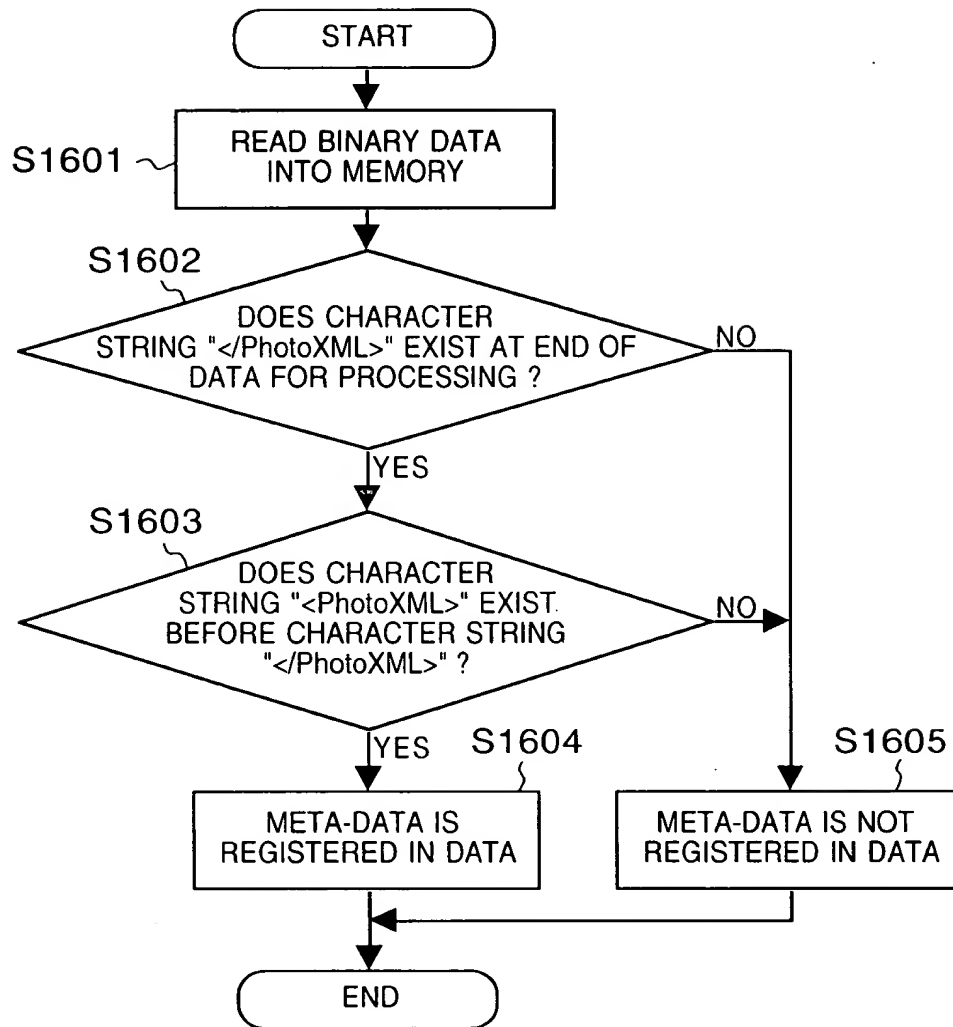 START
S1601
READ BINARY DATA
INTO MEMORY
S1602
DOES CHARACTER
STRING "</PhotoXML>" EXIST AT END OF
DATA FOR PROCESSING ?
NO
YES
S1603
DOES CHARACTER
STRING "<PhotoXML>" EXIST
BEFORE CHARACTER STRING
"</PhotoXML>" ?
NO
YES
S1604
S1605
META-DATA IS
REGISTERED IN DATA
META-DATA IS NOT
REGISTERED IN DATA
END